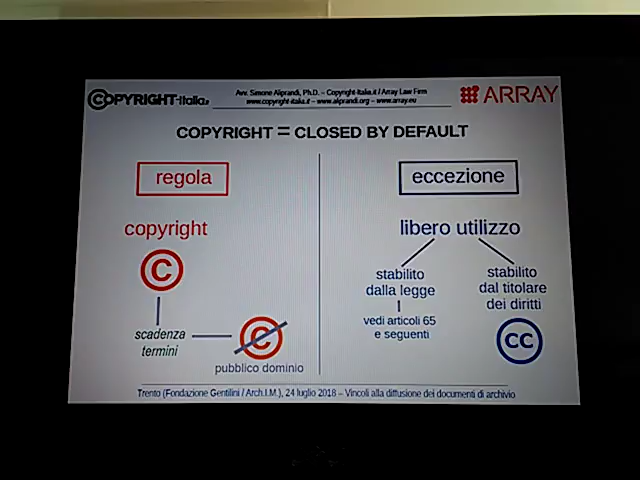 COPYRIGHT-Italia.it
Avv. Simone Aliprandi, Ph.D. – Copyright-Italia.it / Array Law Firm
www.copyright-italia.it – www.aliprandi.org – www.array.eu
ARRAY
COPYRIGHT = CLOSED BY DEFAULT
regola
copyright
C
scadenza
termini
C
pubblico dominio
eccezione
libero utilizzo
stabilito
dalla legge
vedi articoli 65
e seguenti
stabilito
dal titolare
dei diritti
CC
Trento (Fondazione Gentilini / Arch.I.M.), 24 luglio 2018 – Vincoli alla diffusione dei documenti di archivio